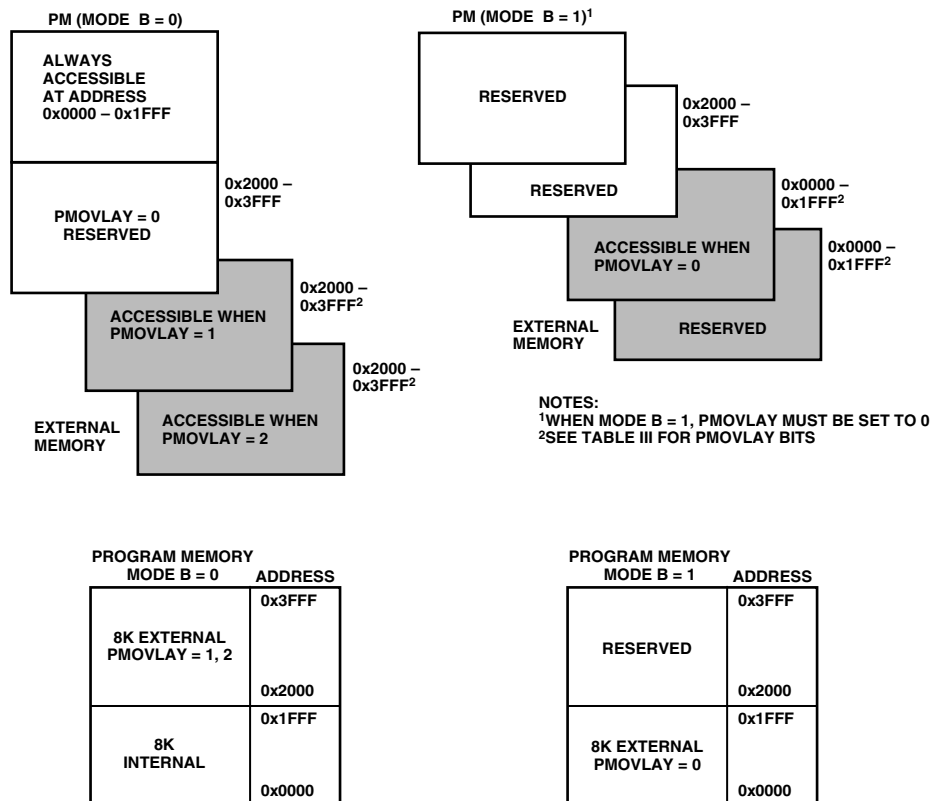 PM (MODE B = 0)
ALWAYS
ACCESSIBLE
AT ADDRESS
0x0000 – 0x1FFF
PMOVLAY = 0
RESERVED
0x2000 –
0x3FFF
ACCESSIBLE WHEN
PMOVLAY = 1
0x2000 –
0x3FFF²
ACCESSIBLE WHEN
PMOVLAY = 2
0x2000 –
0x3FFF²
EXTERNAL
MEMORY
PM (MODE B = 1)¹
RESERVED
RESERVED
0x2000 –
0x3FFF
ACCESSIBLE WHEN
PMOVLAY = 0
0x0000 –
0x1FFF²
RESERVED
0x0000 –
0x1FFF²
EXTERNAL
MEMORY
NOTES:
¹WHEN MODE B = 1, PMOVLAY MUST BE SET TO 0
²SEE TABLE III FOR PMOVLAY BITS
PROGRAM MEMORY
MODE B = 0
ADDRESS
8K EXTERNAL
PMOVLAY = 1, 2
0x3FFF
0x2000
8K
INTERNAL
0x1FFF
0x0000
PROGRAM MEMORY
MODE B = 1
ADDRESS
RESERVED
0x3FFF
0x2000
8K EXTERNAL
PMOVLAY = 0
0x1FFF
0x0000